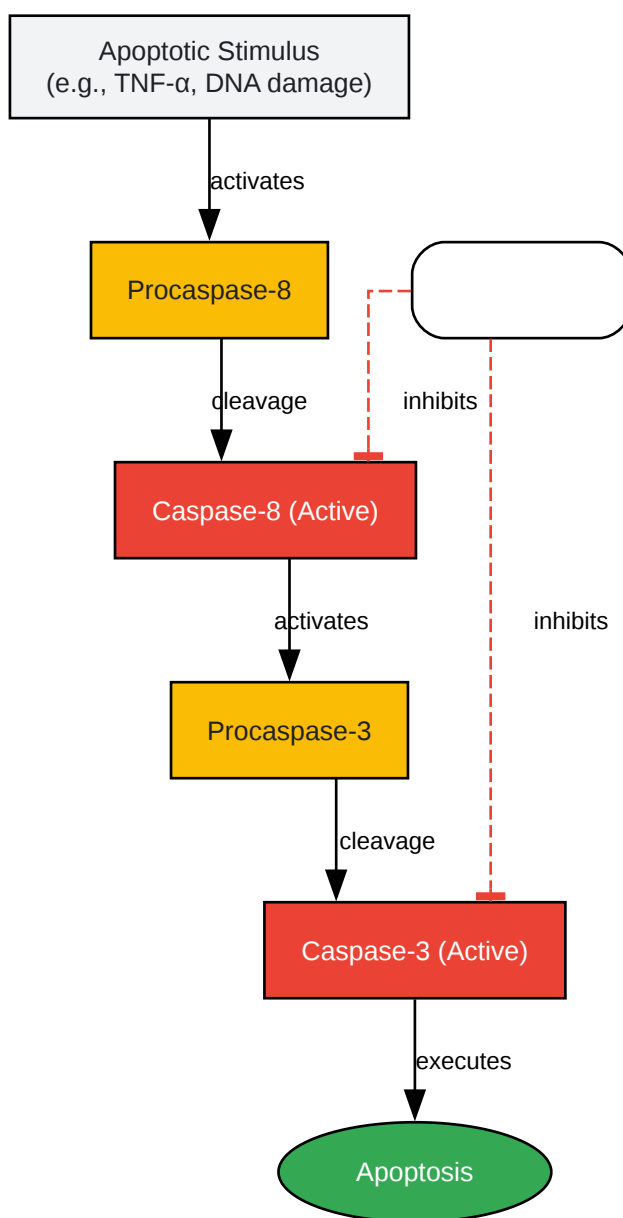 Apoptotic Stimulus
(e.g., TNF-α, DNA damage)
activates
Procaspase-8
cleavage
inhibits
Caspase-8 (Active)
activates
inhibits
Procaspase-3
cleavage
Caspase-3 (Active)
executes
Apoptosis